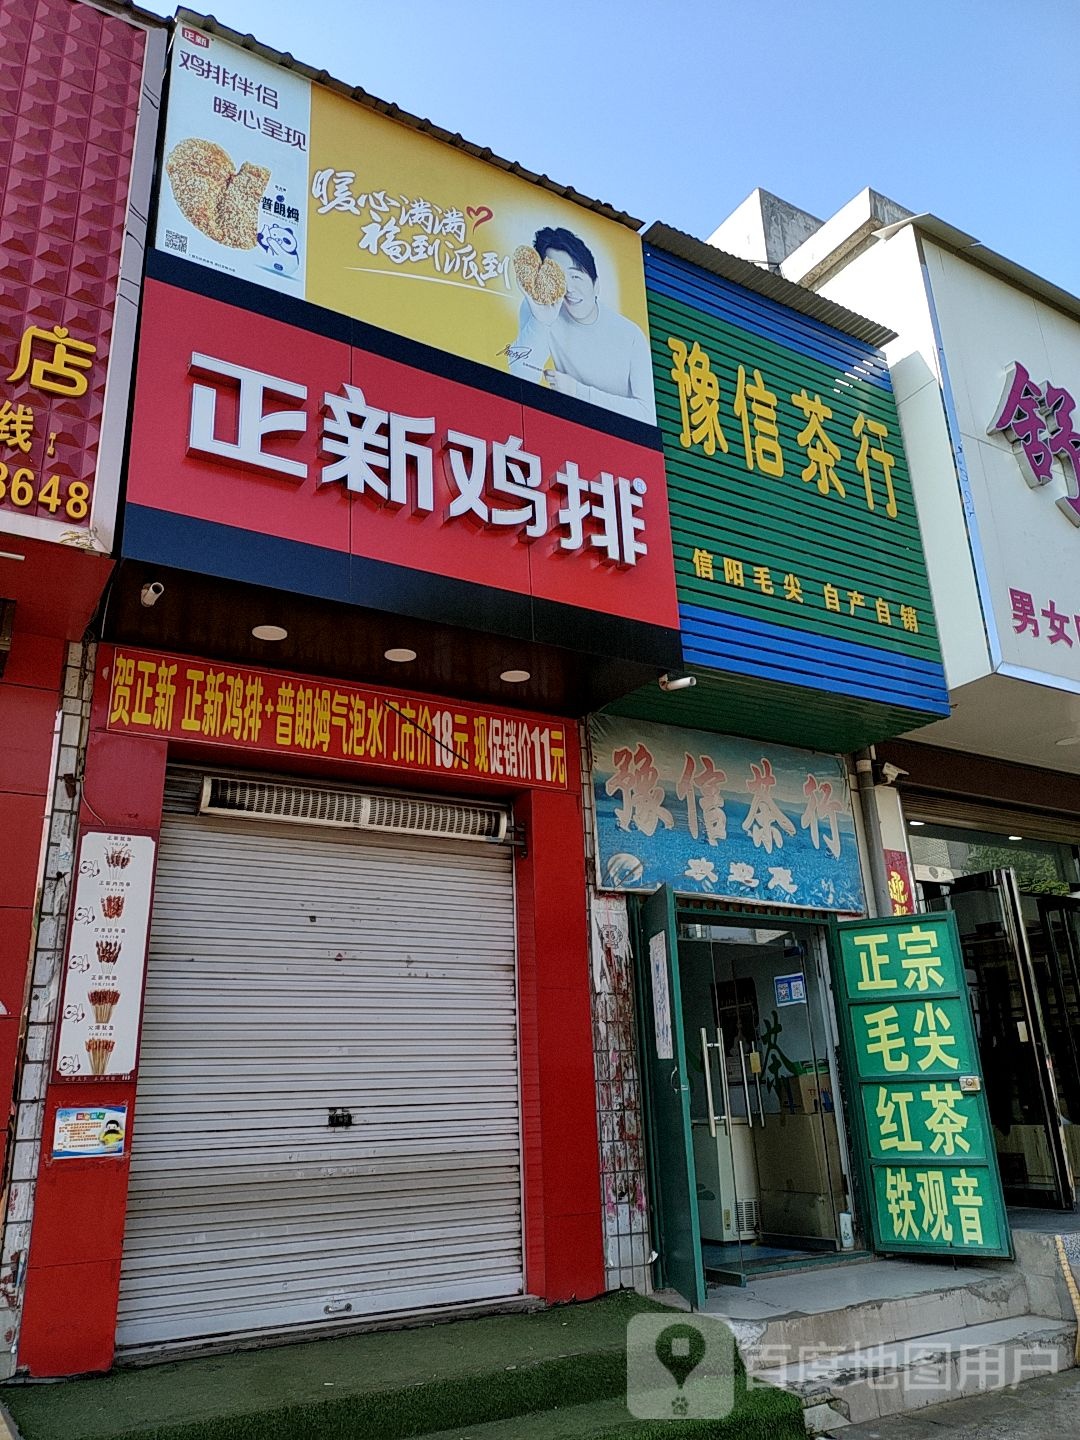 正新
鸡排伴侣
暖心呈现
普朗姆
暖心满满
福到派到
正新鸡排
店
线：
8648
豫信茶行
信阳毛尖 自产自销
舒
男女
贺正新 正新鸡排+普朗姆气泡水门市价18元 现促销价11元
豫信茶行
正宗
毛尖
红茶
铁观音
茶
百度地图用户